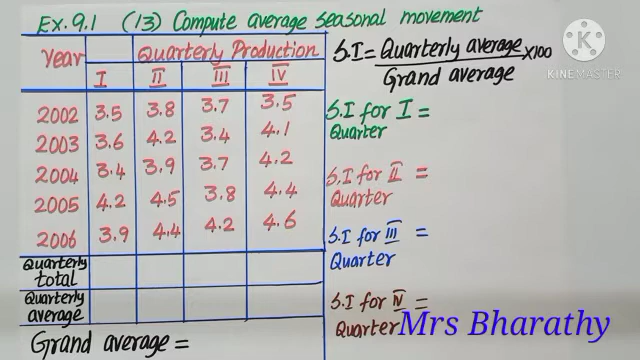 Ex. 9.1 (13) Compute average seasonal movement
Year Quarterly Production
I II III IV
2002 3.5 3.8 3.7 3.5
2003 3.6 4.2 3.4 4.1
2004 3.4 3.9 3.7 4.2
2005 4.2 4.5 3.8 4.4
2006 3.9 4.4 4.2 4.6
Quarterly
total
Quarterly
average
Grand average =
S.I = Quarterly average ×100
Grand average
S.I for I =
Quarter
S.I for II =
Quarter
S.I for III =
Quarter
S.I for IV =
Quarter
K
KINEMASTER
Mrs Bharathy